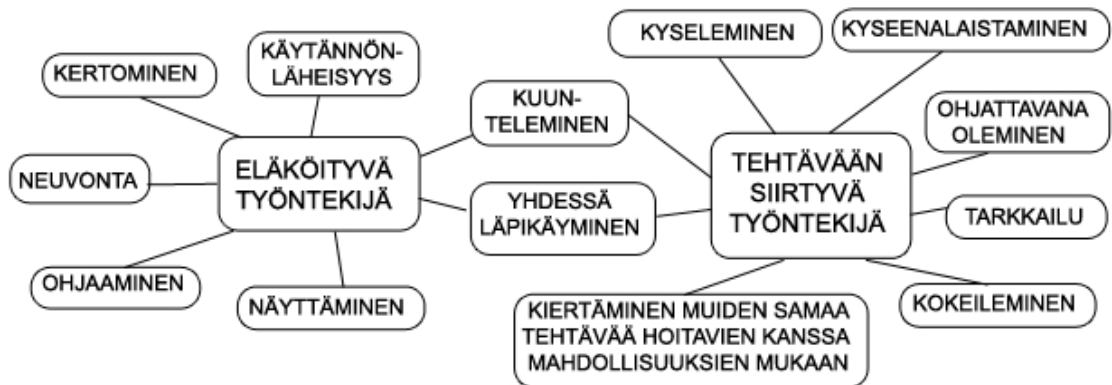 KERTOMINEN
KÄYTÄNNÖN-
LÄHEISYYS
NEUVONTA
ELÄKÖITYVÄ
TYÖNTEKIJÄ
OHJAAMINEN
NÄYTTÄMINEN
KUUN-
TELEMINEN
YHDESSÄ
LÄPIKÄYMINEN
KYSELEMINEN
KYSEENALAISTAMINEN
TEHTÄVÄÄN
SIIRTYVÄ
TYÖNTEKIJÄ
OHJATTAVANA
OLEMINEN
TARKKAILU
KOKEILEMINEN
KIERTÄMINEN MUIDEN SAMAA
TEHTÄVÄÄ HOITAVIEN KANSSA
MAHDOLLISUUKSIEN MUKAAN